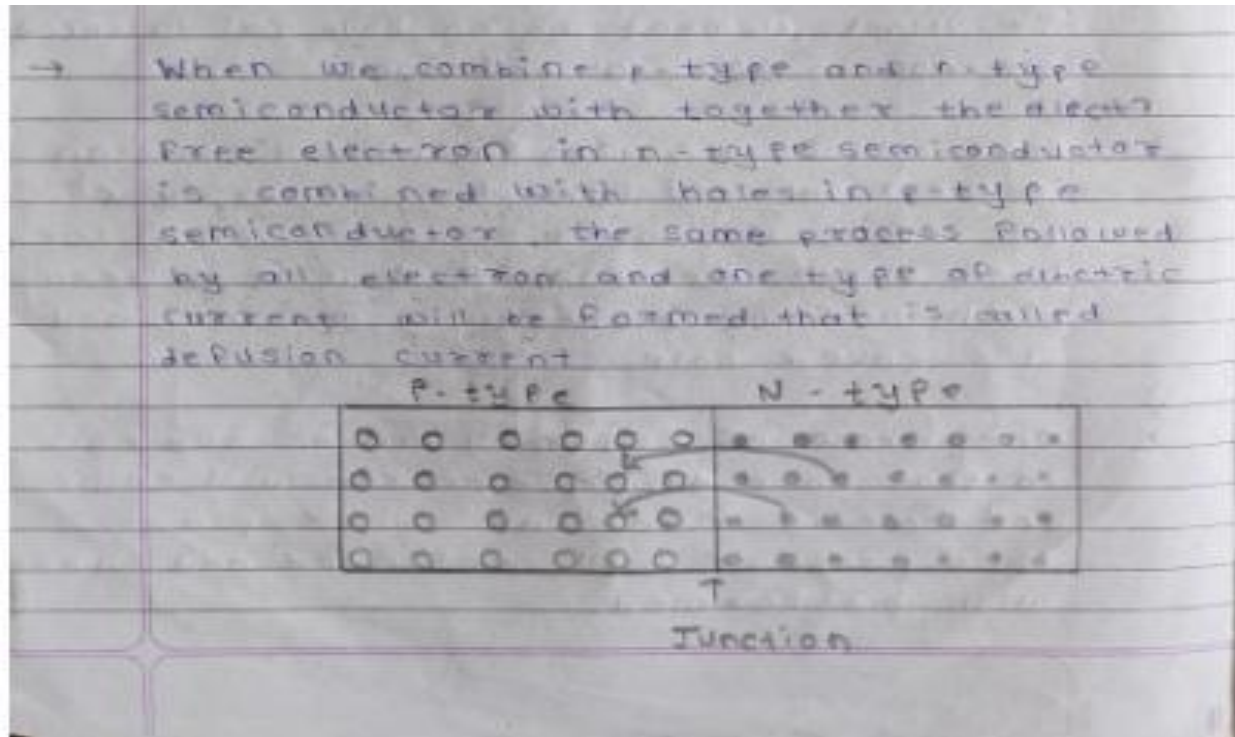 → When we combine p type and n type
semiconductor with together the
free electron in n-type semiconductor
is combined with holes in p-type
semiconductor, the same process followed
by all electron and one type of electric
current will be formed that is called
defusion current
P-type N-type
↑
Junction